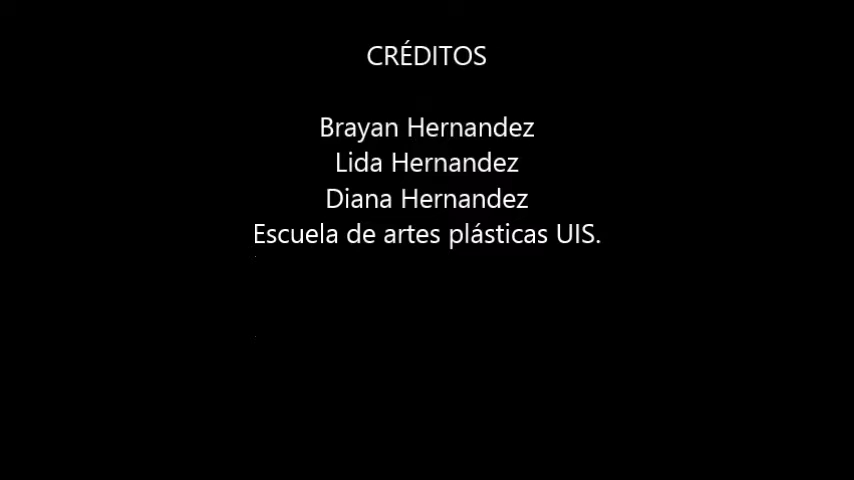 CRÉDITOS
Brayan Hernandez
Lida Hernandez
Diana Hernandez
Escuela de artes plásticas UIS.